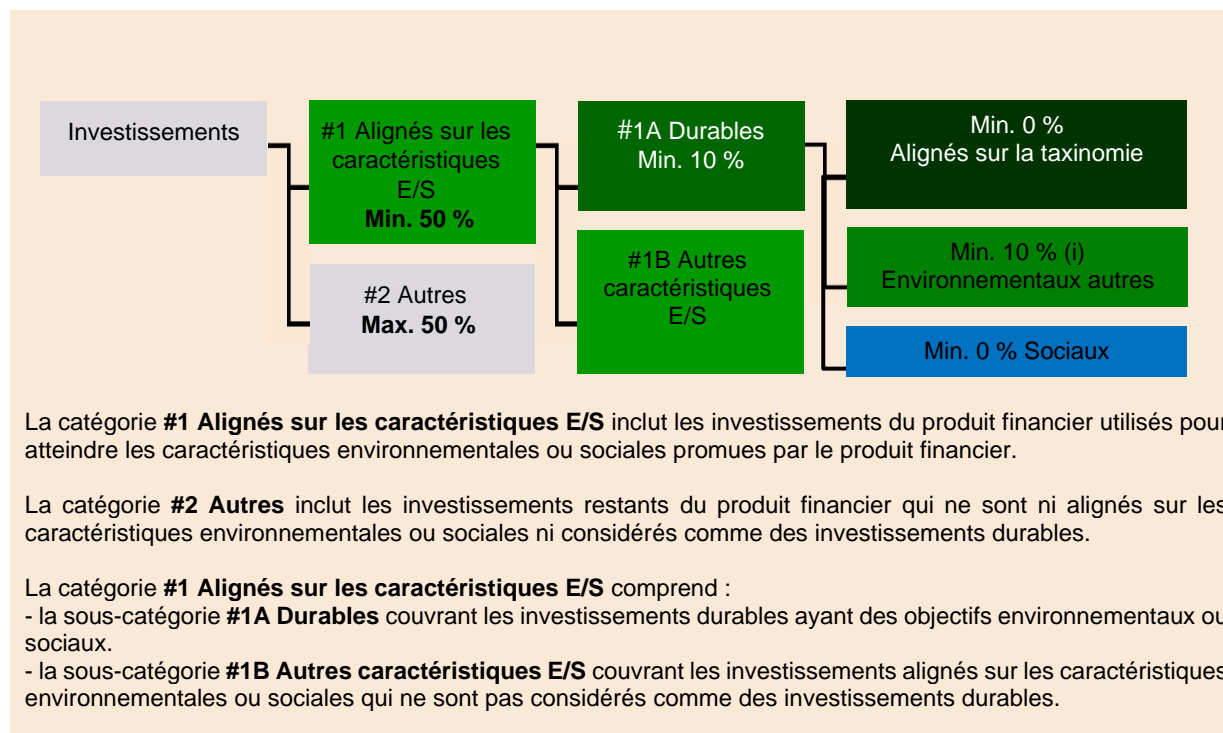 Investissements
#1 Alignés sur les
caractéristiques
E/S
Min. 50 %
#2 Autres
Max. 50 %
#1A Durables
Min. 10 %
#1B Autres
caractéristiques
E/S
Min. 0 %
Alignés sur la taxinomie
Min. 10 % (i)
Environnementaux autres
Min. 0 % Sociaux
La catégorie #1 Alignés sur les caractéristiques E/S inclut les investissements du produit financier utilisés pour
atteindre les caractéristiques environnementales ou sociales promues par le produit financier.
La catégorie #2 Autres inclut les investissements restants du produit financier qui ne sont ni alignés sur les
caractéristiques environnementales ou sociales ni considérés comme des investissements durables.
La catégorie #1 Alignés sur les caractéristiques E/S comprend :
- la sous-catégorie #1A Durables couvrant les investissements durables ayant des objectifs environnementaux ou
sociaux.
- la sous-catégorie #1B Autres caractéristiques E/S couvrant les investissements alignés sur les caractéristiques
environnementales ou sociales qui ne sont pas considérés comme des investissements durables.